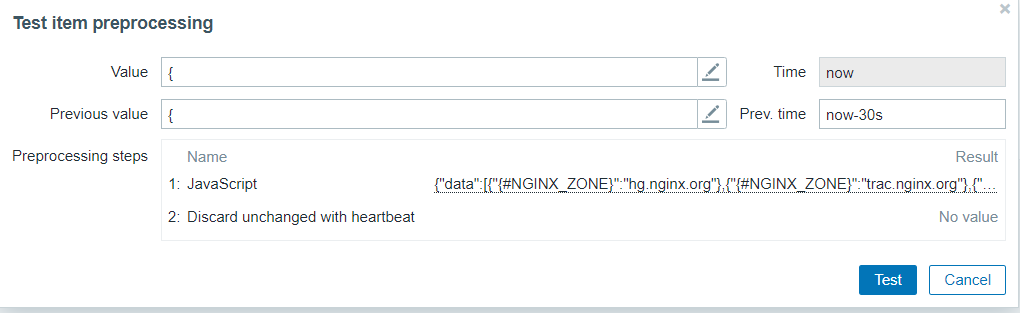 Test item preprocessing
Value { Time now
Previous value { Prev. time now-30s
Preprocessing steps Name Result
1: JavaScript {"data":[{"{#NGINX_ZONE}":"hg.nginx.org"},{"{#NGINX_ZONE}":"trac.nginx.org"},{"...
2: Discard unchanged with heartbeat No value
Test Cancel